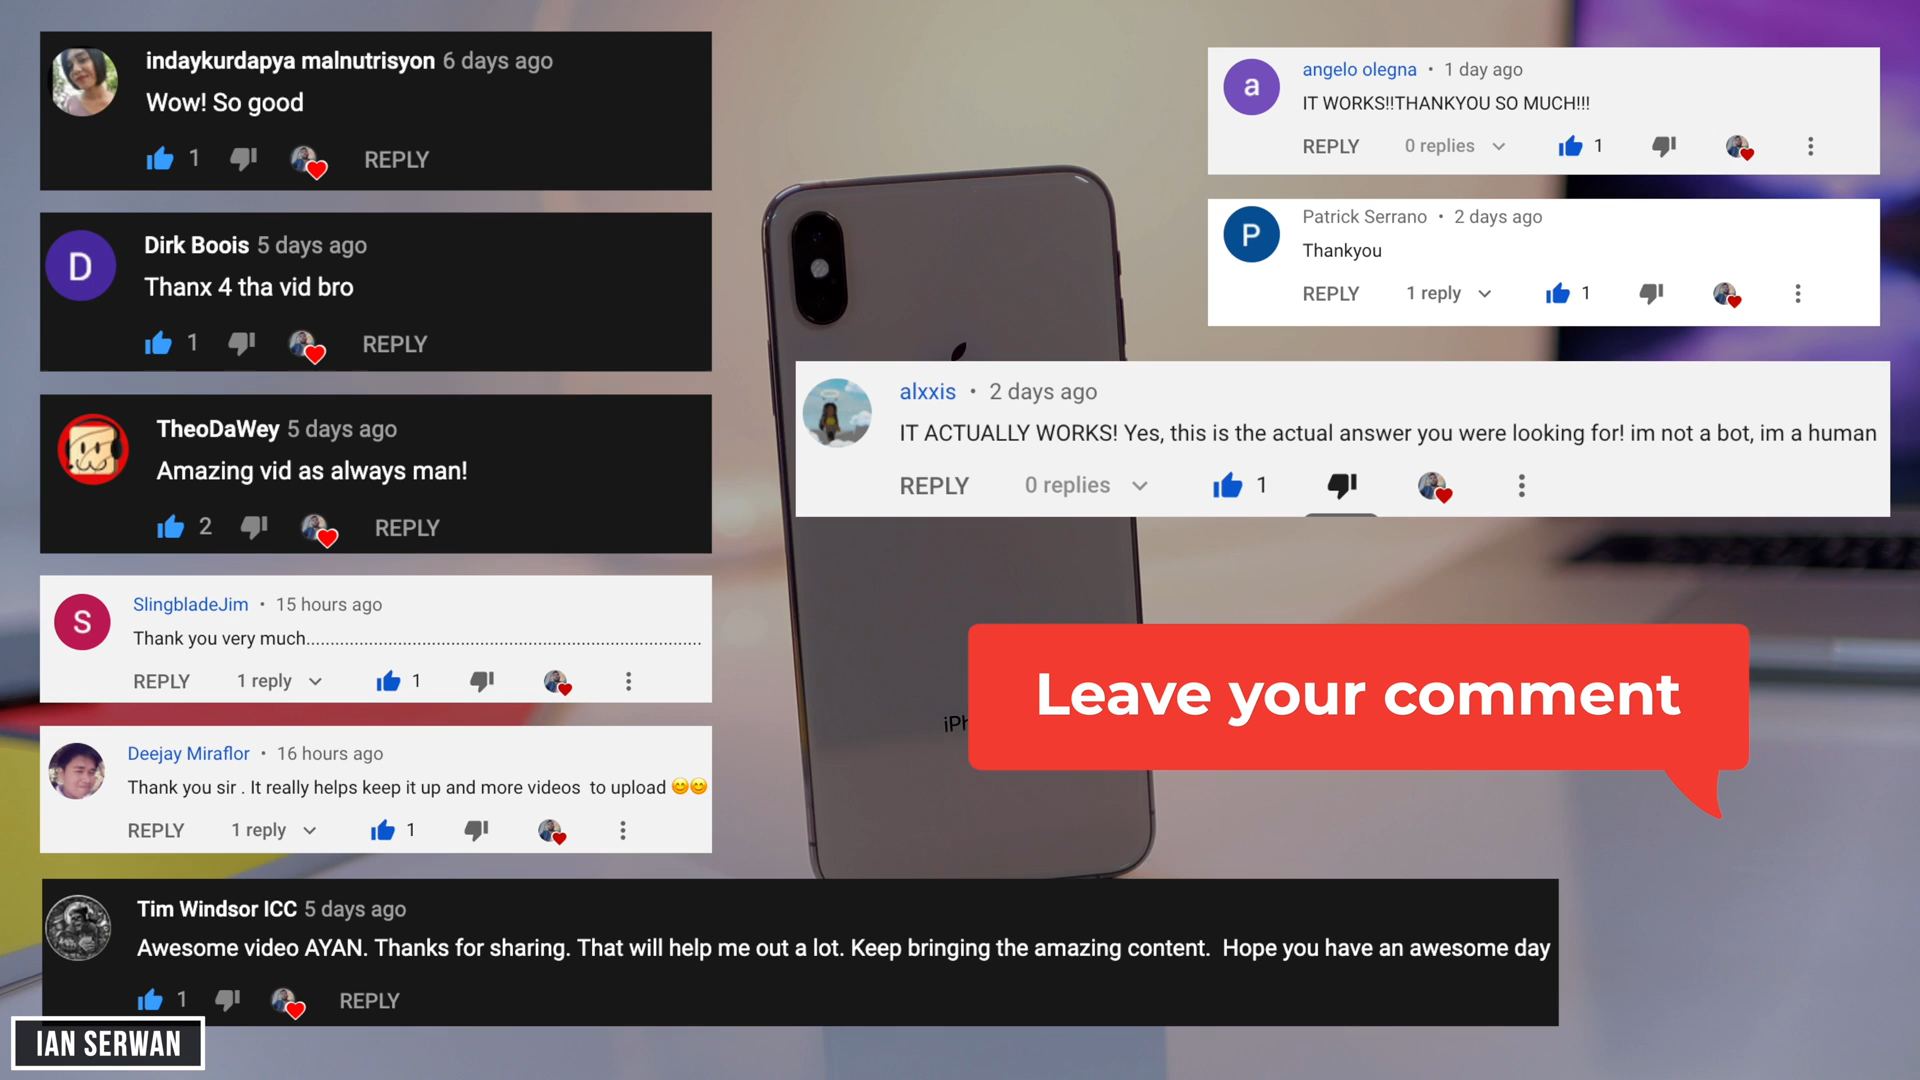 indaykurdapya malnutrisyon 6 days ago
Wow! So good
1 REPLY
Dirk Boois 5 days ago
D
Thanx 4 tha vid bro
1 REPLY
TheoDaWey 5 days ago
Amazing vid as always man!
2 REPLY
SlingbladeJim • 15 hours ago
S
Thank you very much..................................................................................
REPLY 1 reply 1
Deejay Miraflor • 16 hours ago
Thank you sir . It really helps keep it up and more videos  to upload 😊😊
REPLY 1 reply 1
Tim Windsor ICC 5 days ago
Awesome video AYAN. Thanks for sharing. That will help me out a lot. Keep bringing the amazing content.  Hope you have an awesome day
1 REPLY
angelo olegna • 1 day ago
a
IT WORKS!!THANKYOU SO MUCH!!!
REPLY 0 replies 1
Patrick Serrano • 2 days ago
P
Thankyou
REPLY 1 reply 1
alxxis • 2 days ago
IT ACTUALLY WORKS! Yes, this is the actual answer you were looking for! im not a bot, im a human
REPLY 0 replies 1
Leave your comment
IAN SERWAN